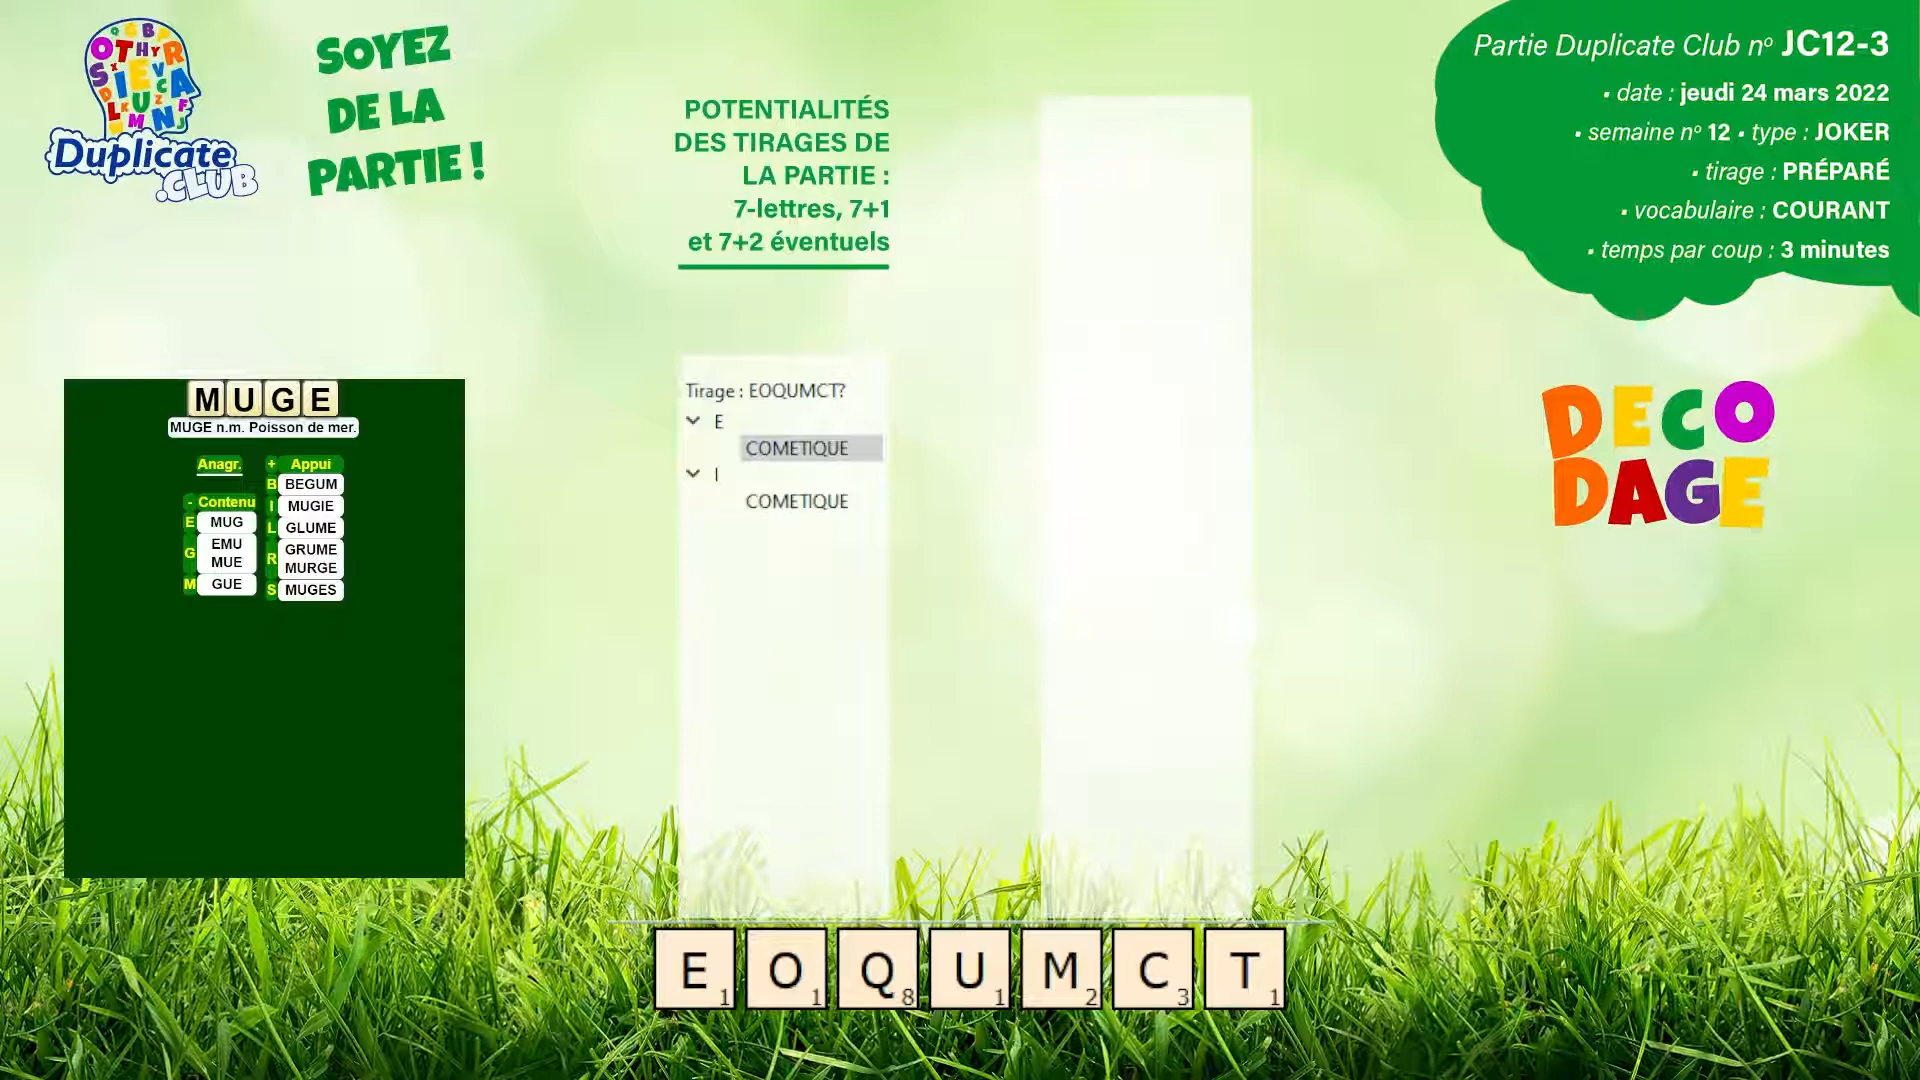 Duplicate
.CLUB
SOYEZ
DE LA
PARTIE !
POTENTIALITÉS
DES TIRAGES DE
LA PARTIE :
7-lettres, 7+1
et 7+2 éventuels
Partie Duplicate Club nº JC12-3
• date : jeudi 24 mars 2022
• semaine nº 12 • type : JOKER
• tirage : PRÉPARÉ
• vocabulaire : COURANT
• temps par coup : 3 minutes
MUGE
MUGE n.m. Poisson de mer.
Anagr.
- Contenu
E MUG
G EMU
MUE
M GUE
+ Appui
B BEGUM
I MUGIE
L GLUME
R GRUME
MURGE
S MUGES
Tirage : EOQUMCT?
E
COMETIQUE
I
COMETIQUE
DECO
DAGE
E1 O1 Q8 U1 M2 C3 T1